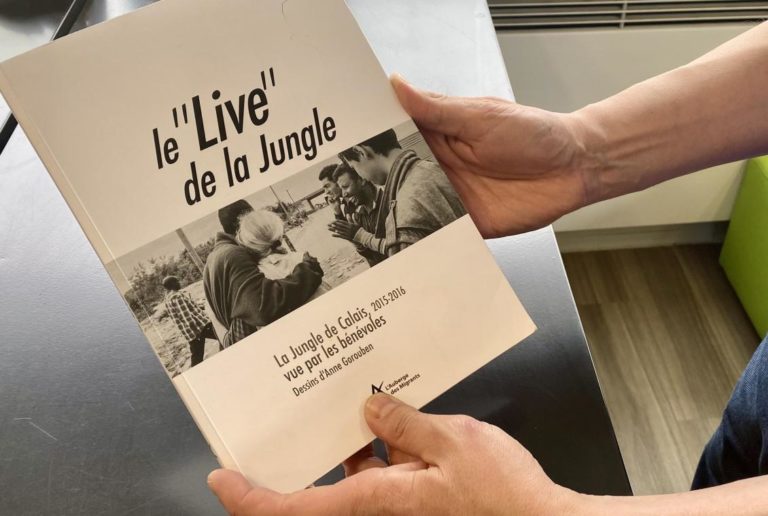 le "Live"
de la Jungle
La Jungle de Calais, 2015-2016
vue par les bénévoles
Dessins d'Anne Gorouben
L'Auberge
des Migrants